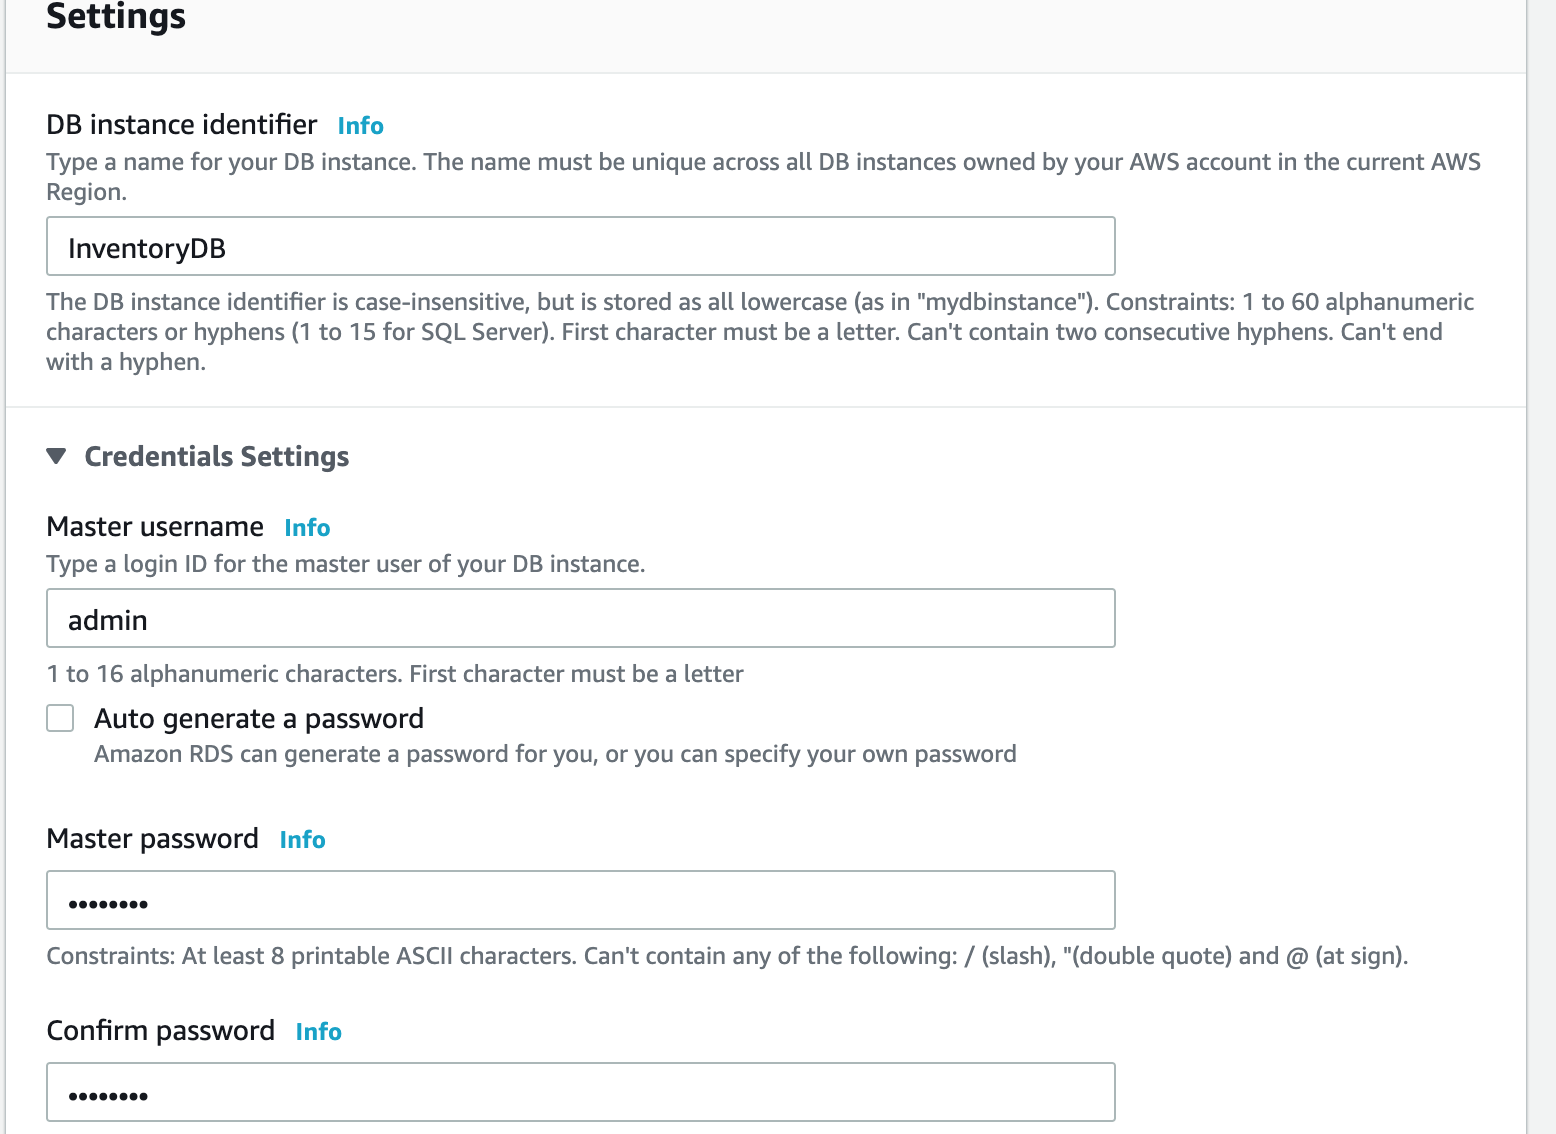 Settings
DB instance identifier Info
Type a name for your DB instance. The name must be unique across all DB instances owned by your AWS account in the current AWS
Region.
InventoryDB
The DB instance identifier is case-insensitive, but is stored as all lowercase (as in "mydbinstance"). Constraints: 1 to 60 alphanumeric
characters or hyphens (1 to 15 for SQL Server). First character must be a letter. Can't contain two consecutive hyphens. Can't end
with a hyphen.
Credentials Settings
Master username Info
Type a login ID for the master user of your DB instance.
admin
1 to 16 alphanumeric characters. First character must be a letter
Auto generate a password
Amazon RDS can generate a password for you, or you can specify your own password
Master password Info
••••••••
Constraints: At least 8 printable ASCII characters. Can't contain any of the following: / (slash), "(double quote) and @ (at sign).
Confirm password Info
••••••••